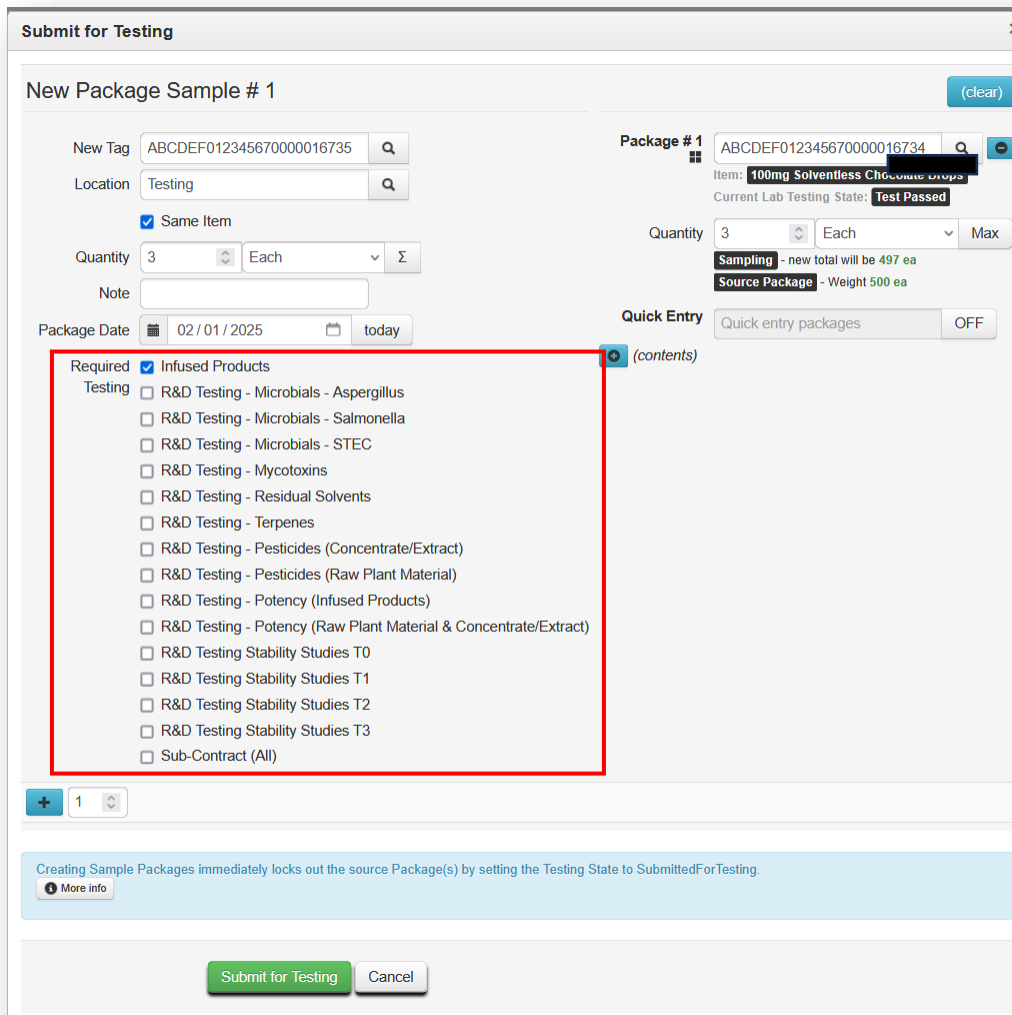 Submit for Testing
New Package Sample # 1
(clear)
New Tag
ABCDEF012345670000016735
Location
Testing
Same Item
Quantity
3
Each
Σ
Note
Package Date
02 / 01 / 2025
today
Required Testing
Infused Products
R&D Testing - Microbials - Aspergillus
R&D Testing - Microbials - Salmonella
R&D Testing - Microbials - STEC
R&D Testing - Mycotoxins
R&D Testing - Residual Solvents
R&D Testing - Terpenes
R&D Testing - Pesticides (Concentrate/Extract)
R&D Testing - Pesticides (Raw Plant Material)
R&D Testing - Potency (Infused Products)
R&D Testing - Potency (Raw Plant Material & Concentrate/Extract)
R&D Testing Stability Studies T0
R&D Testing Stability Studies T1
R&D Testing Stability Studies T2
R&D Testing Stability Studies T3
Sub-Contract (All)
Package # 1
ABCDEF012345670000016734
Item: 100mg Solventless Chocolate Drops
Current Lab Testing State: Test Passed
Quantity
3
Each
Max
Sampling - new total will be 497 ea
Source Package - Weight 500 ea
Quick Entry
Quick entry packages
OFF
(contents)
1
Creating Sample Packages immediately locks out the source Package(s) by setting the Testing State to SubmittedForTesting.
More info
Submit for Testing
Cancel